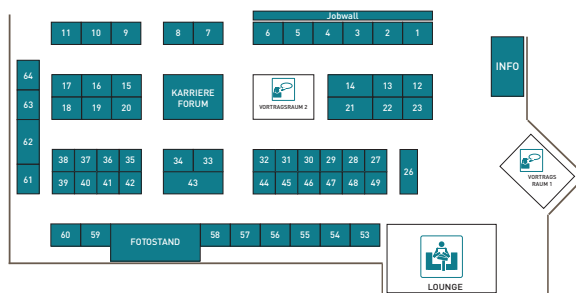 Jobwall
11 10 9 8 7 6 5 4 3 2 1
INFO
64
17 16 15 KARRIERE FORUM VORTRAGSRAUM 2 14 13 12
63
18 19 20 21 22 23
62
38 37 36 35 34 33 32 31 30 29 28 27 26
VORTRAGS
RAUM 1
61
39 40 41 42 43 44 45 46 47 48 49
60 59 FOTOSTAND 58 57 56 55 54 53
LOUNGE